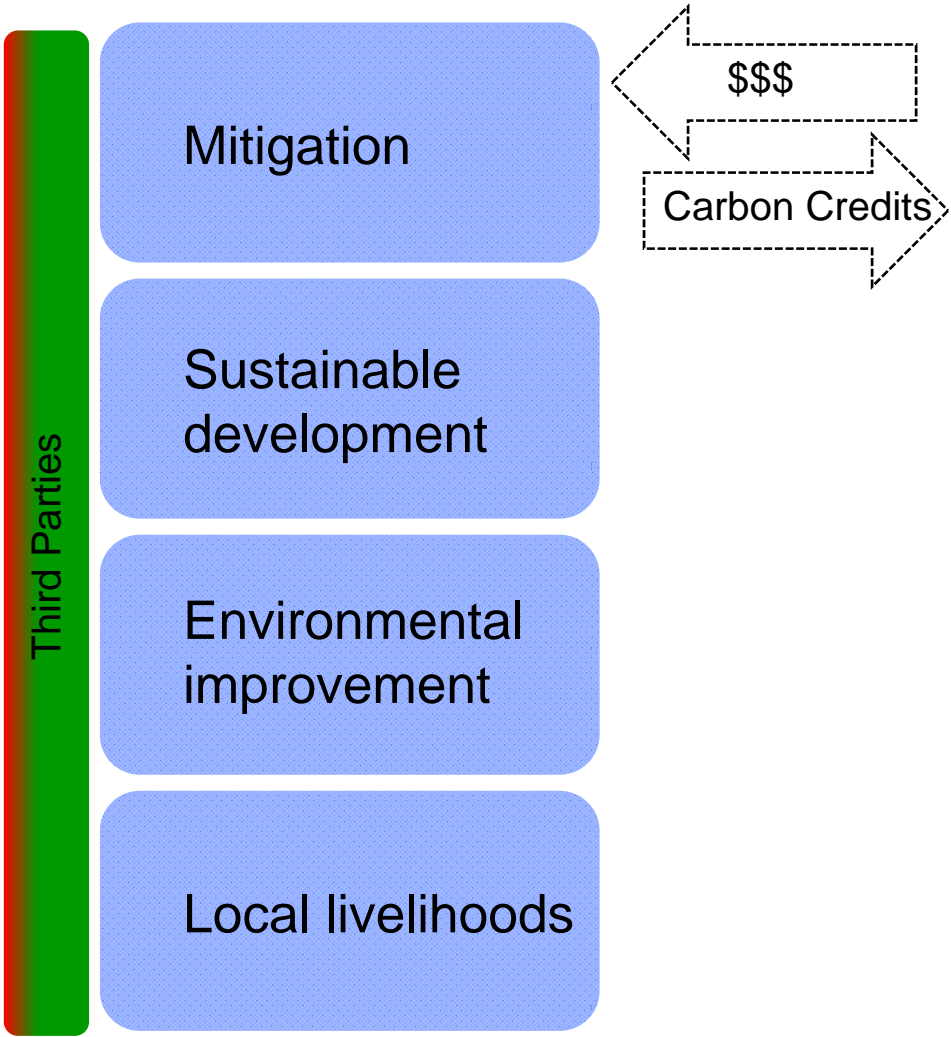 Mitigation
$$$
Carbon Credits
Sustainable
development
Third Parties
Environmental
improvement
Local livelihoods